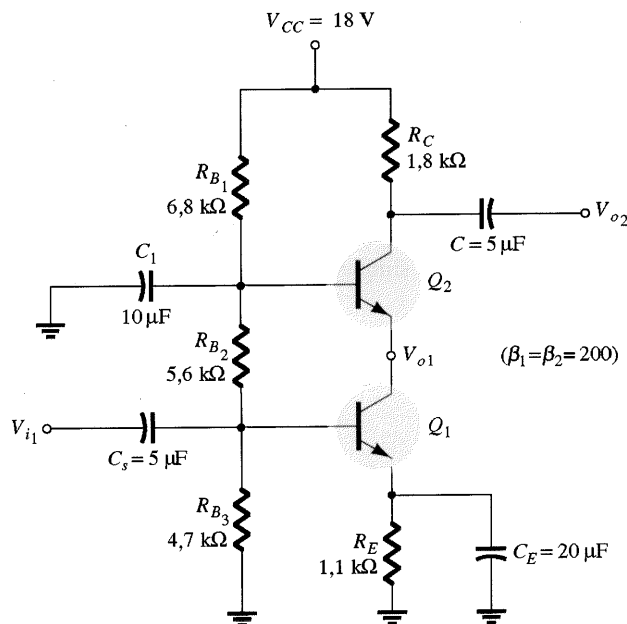 V_CC = 18 V
R_C
1,8 kΩ
R_B1
6,8 kΩ
C = 5 µF
V_o2
C_1
10 µF
Q_2
R_B2
5,6 kΩ
V_o1
(β_1=β_2= 200)
V_i1
C_s = 5 µF
Q_1
R_B3
4,7 kΩ
R_E
1,1 kΩ
C_E = 20 µF